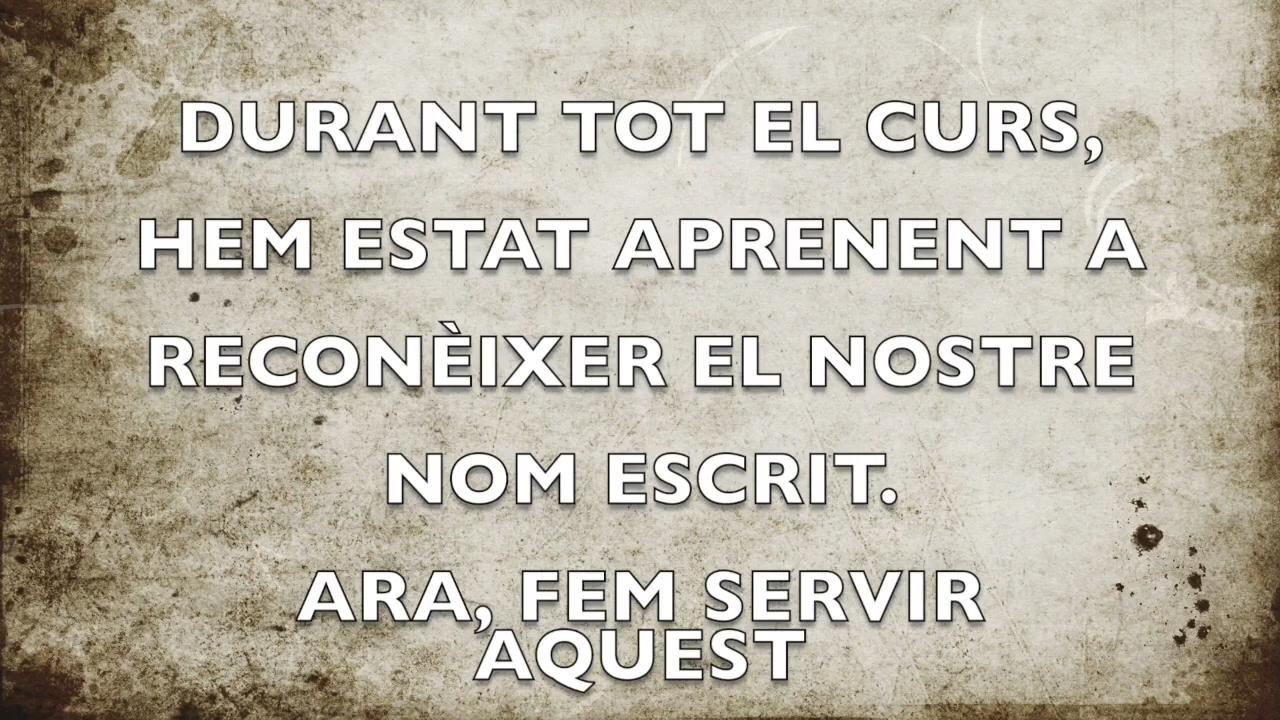 DURANT TOT EL CURS,
HEM ESTAT APRENENT A
RECONÈIXER EL NOSTRE
NOM ESCRIT.
ARA, FEM SERVIR
AQUEST